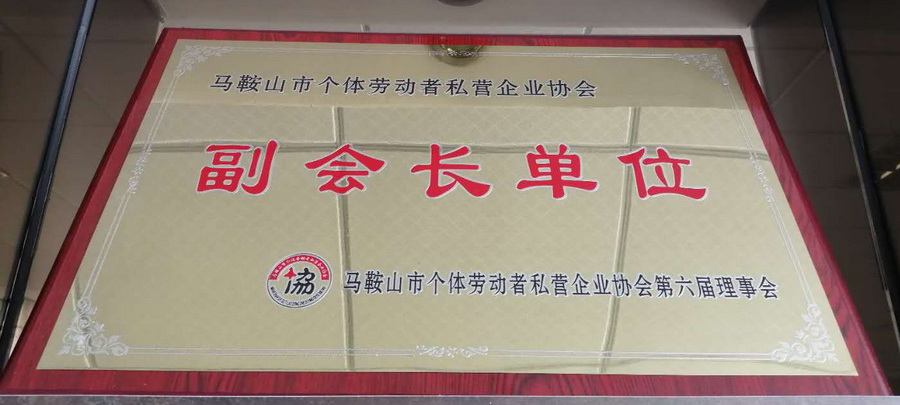 马鞍山市个体劳动者私营企业协会
副会长单位
協
马鞍山市个体劳动者私营企业协会第六届理事会